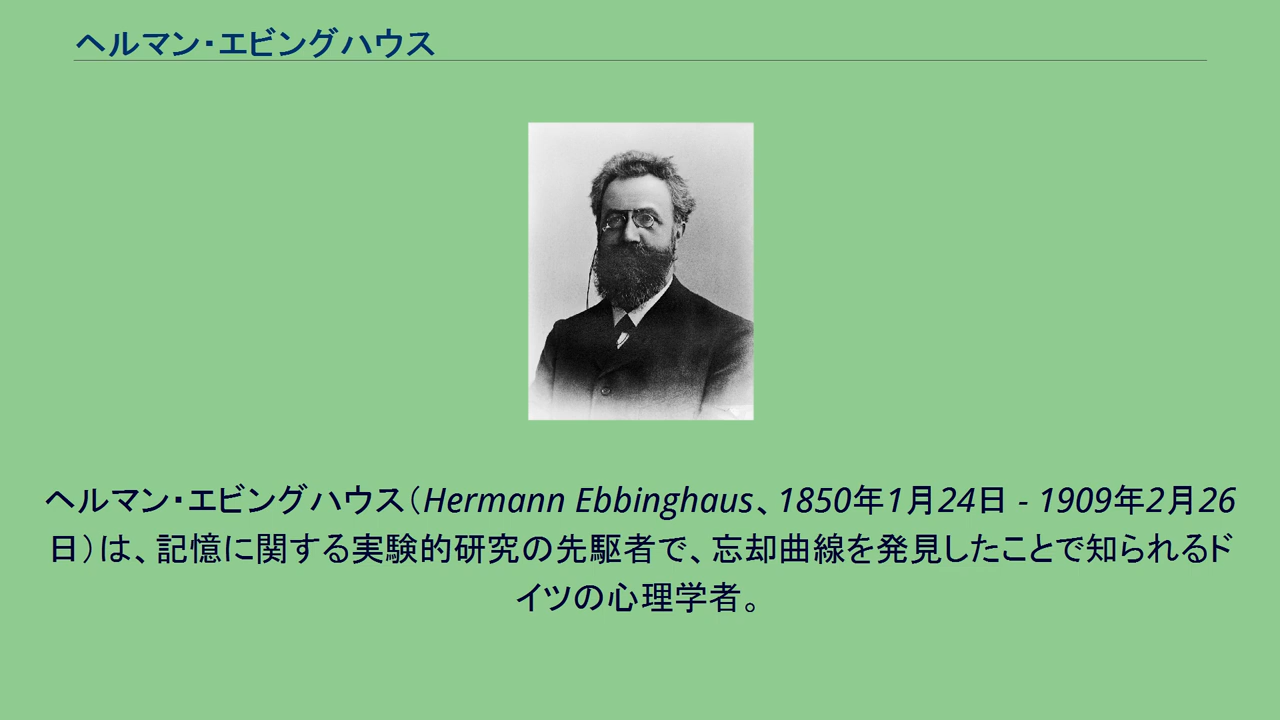 ヘルマン・エビングハウス
ヘルマン・エビングハウス（Hermann Ebbinghaus、1850年1月24日 - 1909年2月26
日）は、記憶に関する実験的研究の先駆者で、忘却曲線を発見したことで知られるド
イツの心理学者。